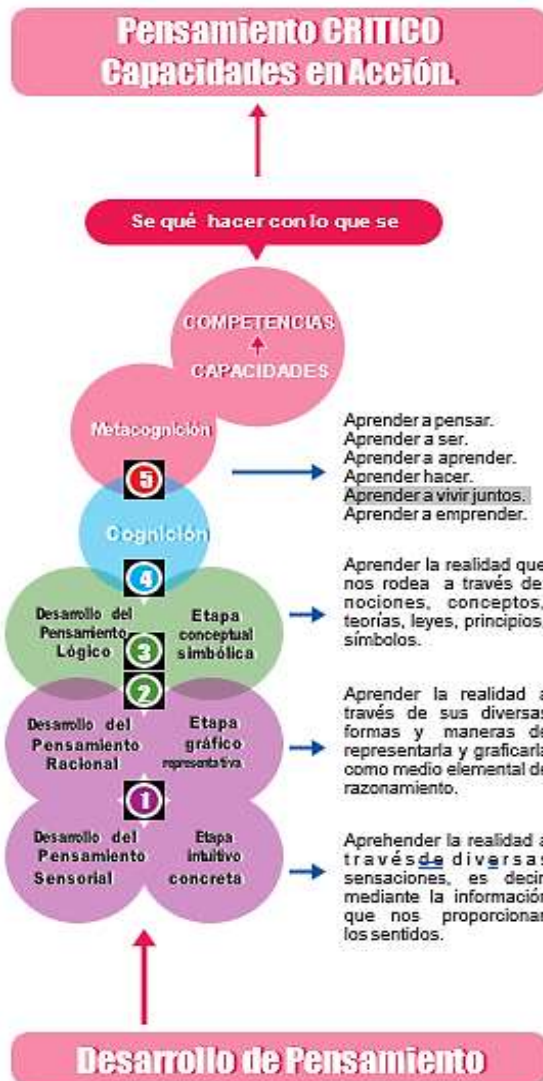 Pensamiento CRITICO
Capacidades en Acción.
Se qué hacer con lo que se
COMPETENCIAS
CAPACIDADES
Metacognición
5
Aprender a pensar.
Aprender a ser.
Aprender a aprender.
Aprender hacer.
Aprender a vivir juntos.
Aprender a emprender.
Cognición
4
Desarrollo del
Pensamiento
Lógico
Etapa
conceptual
simbólica
3
Aprender la realidad que
nos rodea a través de
nociones, conceptos,
teorías, leyes, principios,
símbolos.
2
Desarrollo del
Pensamiento
Racional
Etapa
gráfico
representativa
Aprender la realidad a
través de sus diversas
formas y maneras de
representarla y graficarla
como medio elemental de
razonamiento.
1
Desarrollo del
Pensamiento
Sensorial
Etapa
intuitivo
concreta
Aprehender la realidad a
través de diversas
sensaciones, es decir
mediante la información
que nos proporcionan
los sentidos.
Desarrollo de Pensamiento